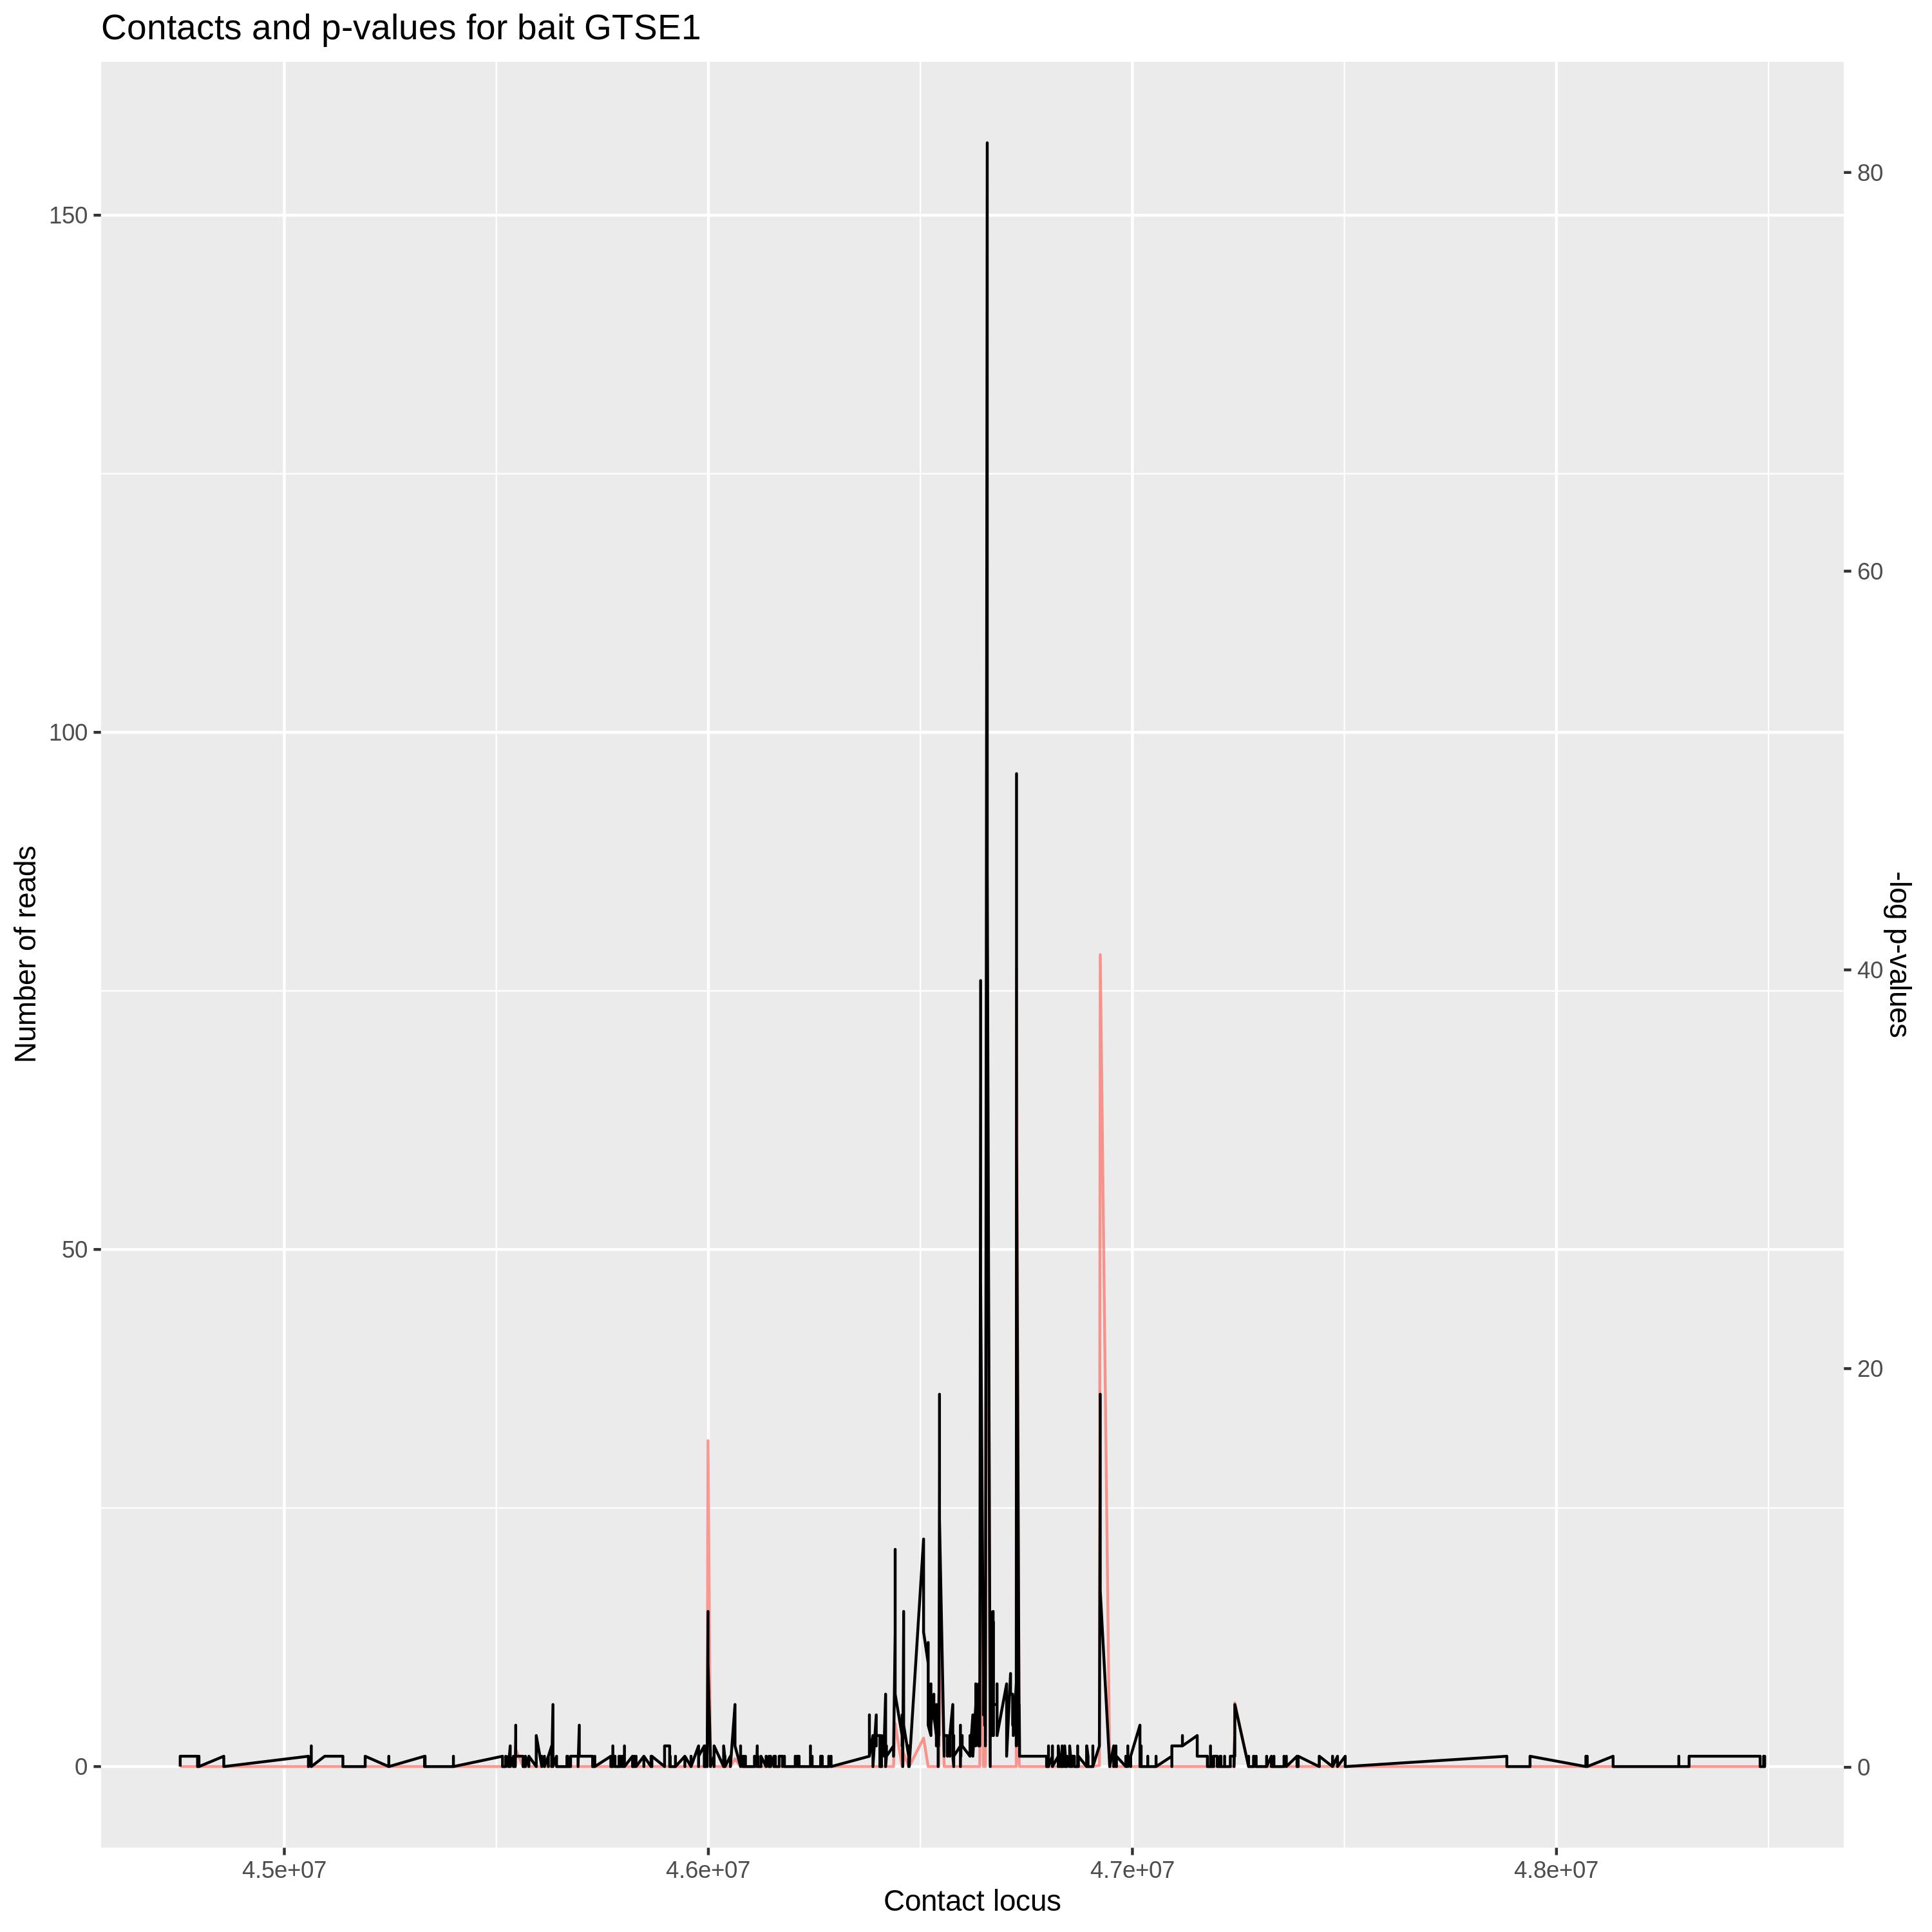 Contacts and p-values for bait GTSE1
150
100
50
0
80
60
40
20
0
Number of reads
-log p-values
4.5e+07 4.6e+07 4.7e+07 4.8e+07
Contact locus